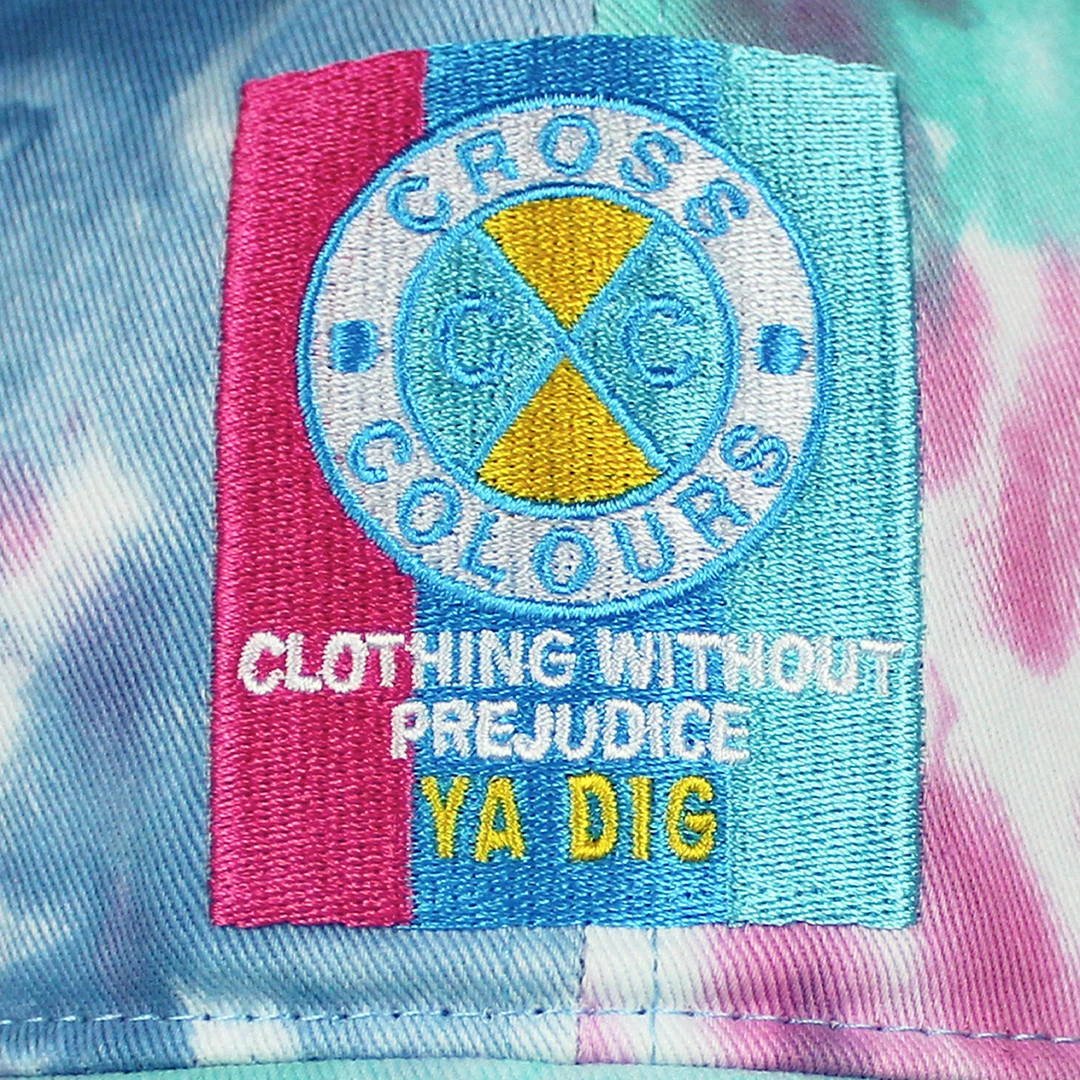 CROSS
C C
COLOURS
CLOTHING WITHOUT
PREJUDICE
YA DIG